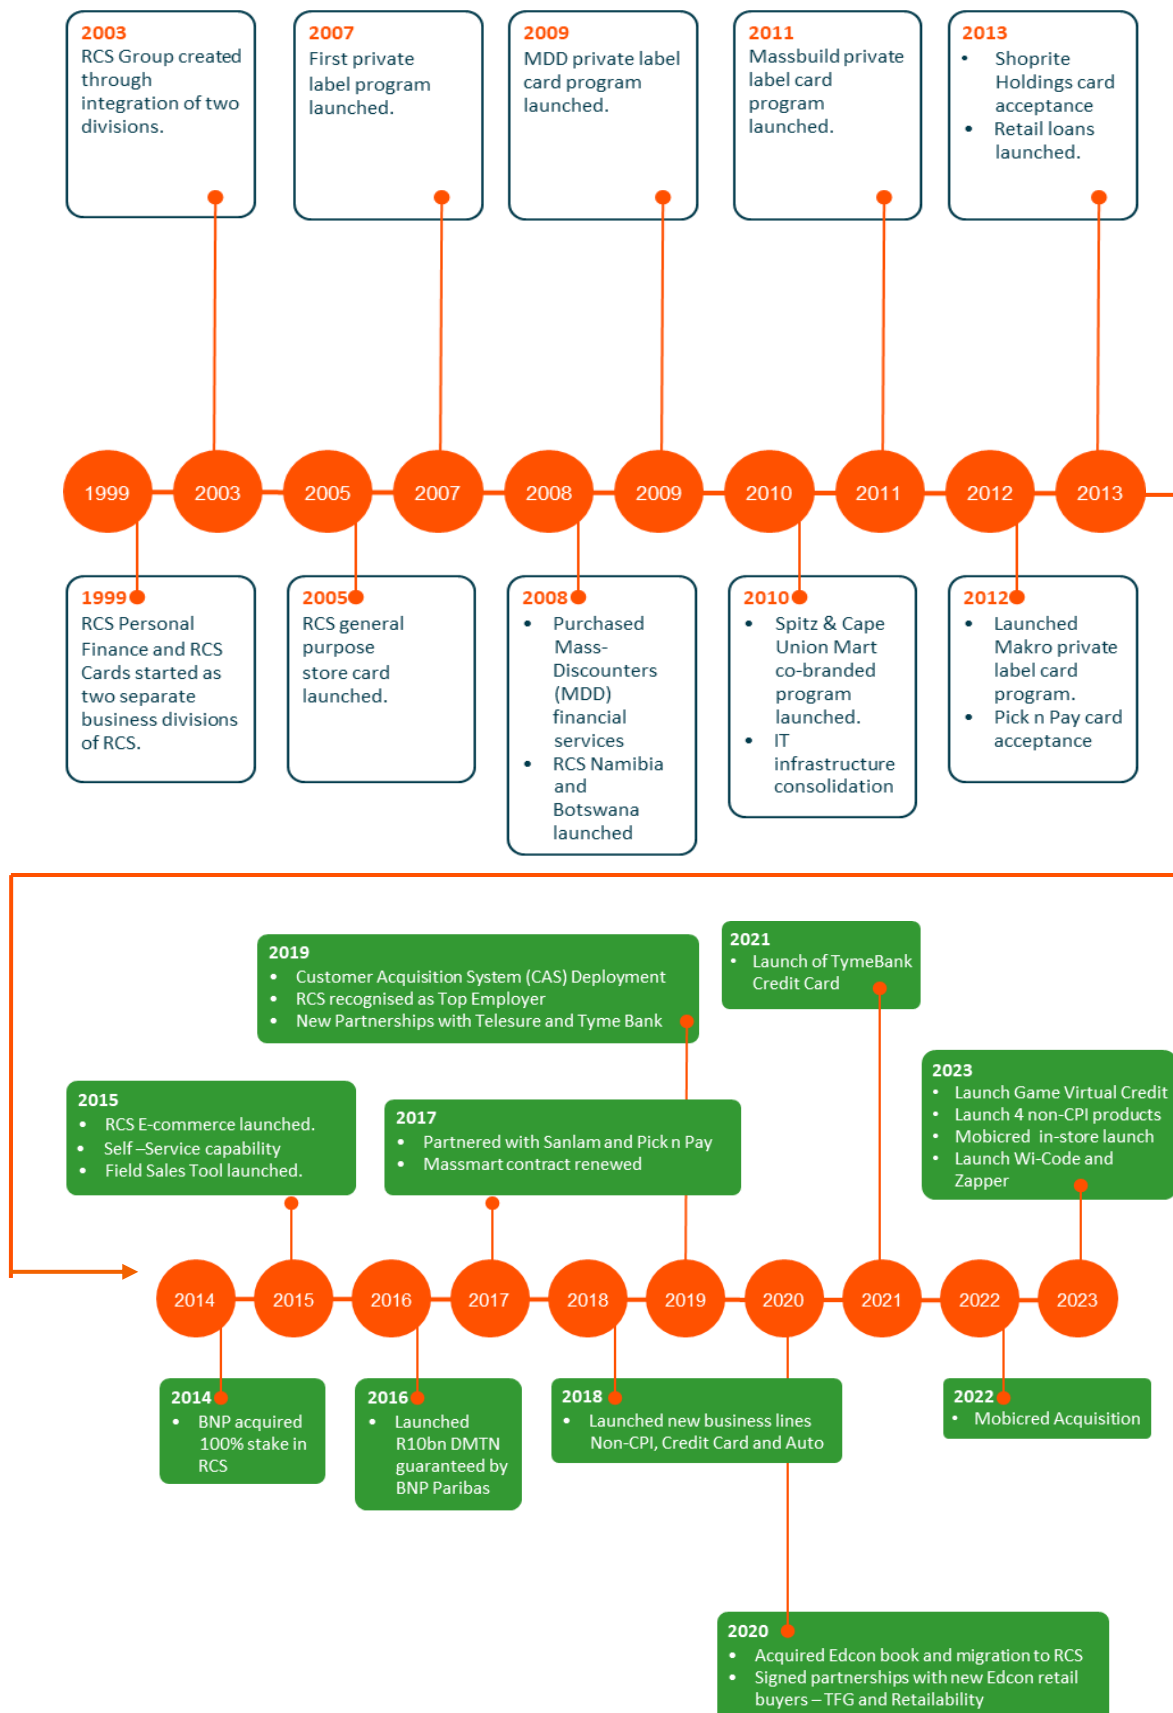 2003
RCS Group created
through
integration of two
divisions.
2007
First private
label program
launched.
2009
MDD private label
card program
launched.
2011
Massbuild private
label card
program
launched.
2013
• Shoprite
Holdings card
acceptance
• Retail loans
launched.
1999
2003
2005
2007
2008
2009
2010
2011
2012
2013
1999
RCS Personal
Finance and RCS
Cards started as
two separate
business divisions
of RCS.
2005
RCS general
purpose
store card
launched.
2008
• Purchased
Mass-
Discounters
(MDD)
financial
services
• RCS Namibia
and
Botswana
launched
2010
• Spitz & Cape
Union Mart
co-branded
program
launched.
• IT
infrastructure
consolidation
2012
• Launched
Makro private
label card
program.
• Pick n Pay card
acceptance
2019
• Customer Acquisition System (CAS) Deployment
• RCS recognised as Top Employer
• New Partnerships with Telesure and Tyme Bank
2021
• Launch of TymeBank
Credit Card
2015
• RCS E-commerce launched.
• Self –Service capability
• Field Sales Tool launched.
2017
• Partnered with Sanlam and Pick n Pay
• Massmart contract renewed
2023
• Launch Game Virtual Credit
• Launch 4 non-CPI products
• Mobicred in-store launch
• Launch Wi-Code and
Zapper
2014
2015
2016
2017
2018
2019
2020
2021
2022
2023
2014
• BNP acquired
100% stake in
RCS
2016
• Launched
R10bn DMTN
guaranteed by
BNP Paribas
2018
• Launched new business lines
Non-CPI, Credit Card and Auto
2022
• Mobicred Acquisition
2020
• Acquired Edcon book and migration to RCS
• Signed partnerships with new Edcon retail
buyers – TFG and Retailability